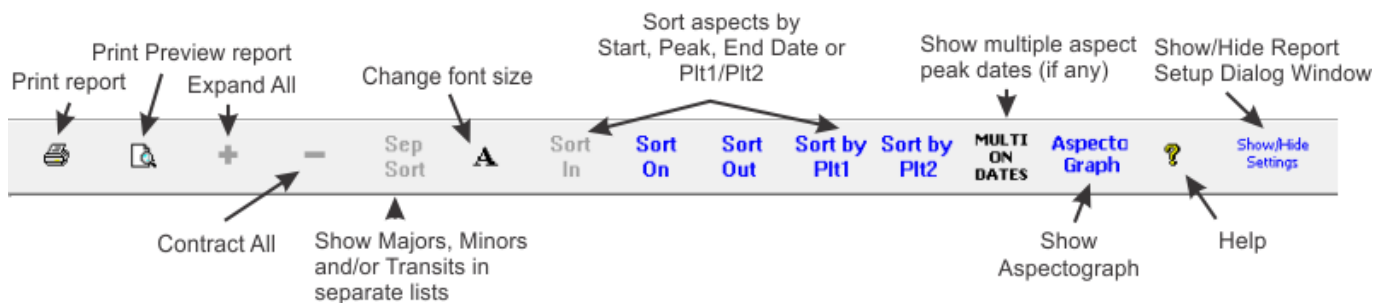 Sort aspects by
Start, Peak, End Date or
Plt1/Plt2
Print Preview report
Print report
Expand All
Change font size
Show multiple aspect
peak dates (if any)
Show/Hide Report
Setup Dialog Window
Sep
Sort
A
Sort
In
Sort
On
Sort
Out
Sort by
Plt1
Sort by
Plt2
MULTI
ON
DATES
Aspecto
Graph
?
Show/Hide
Settings
Contract All
Show Majors, Minors
and/or Transits in
separate lists
Show
Aspectograph
Help